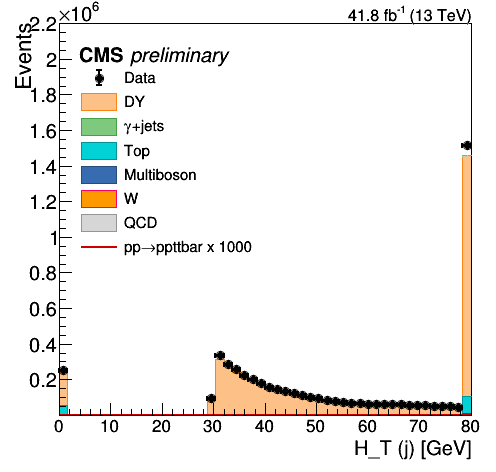 ×10⁶
41.8 fb⁻¹ (13 TeV)
Events
2.2
2
1.8
1.6
1.4
1.2
1
0.8
0.6
0.4
0.2
CMS preliminary
Data
DY
γ+jets
Top
Multiboson
W
QCD
pp→ppttbar x 1000
0 10 20 30 40 50 60 70 80
H_T (j) [GeV]